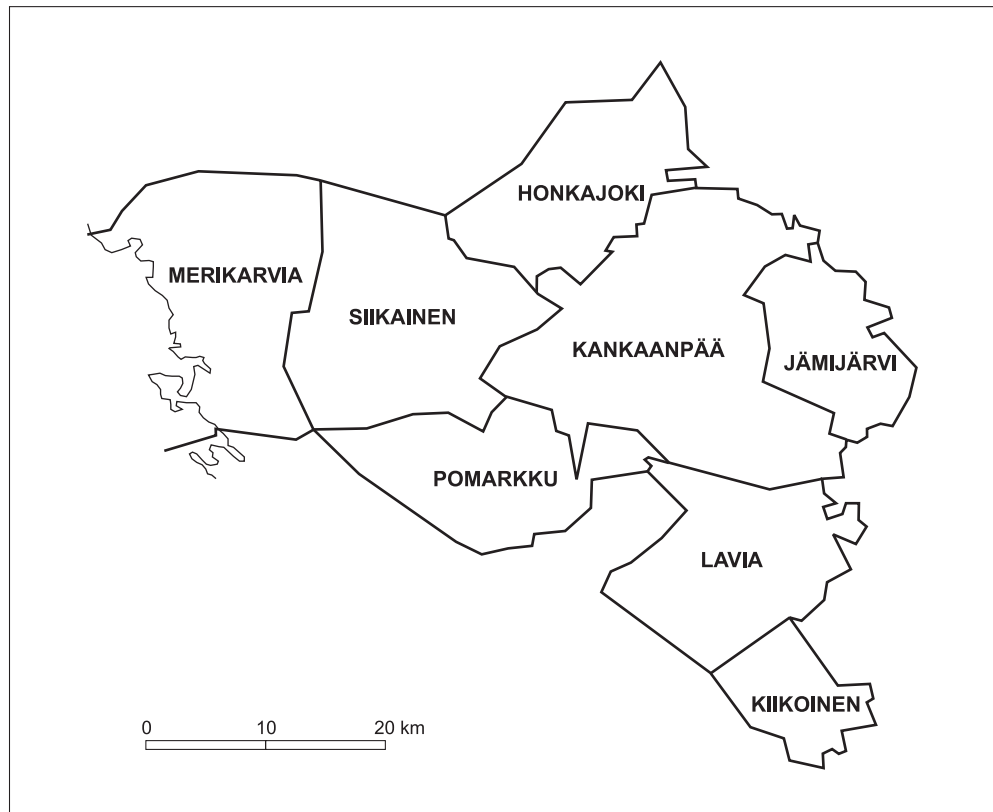 HONKAJOKI
MERIKARVIA
SIIKAINEN
KANKAANPÄÄ
JÄMIJÄRVI
POMARKKU
LAVIA
KIIKOINEN
0 10 20 km